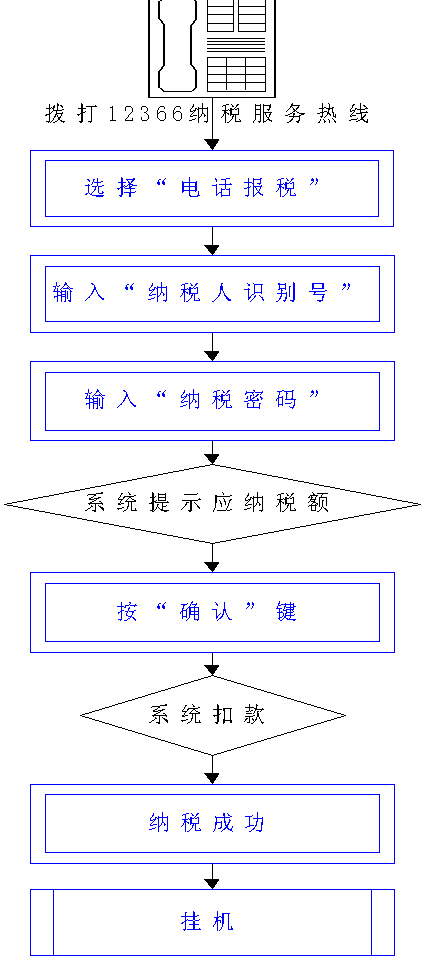 拨打12366纳税服务热线
选择“电话报税”
输入“纳税人识别号”
输入“纳税密码”
系统提示应纳税额
按“确认”键
系统扣款
纳税成功
挂机